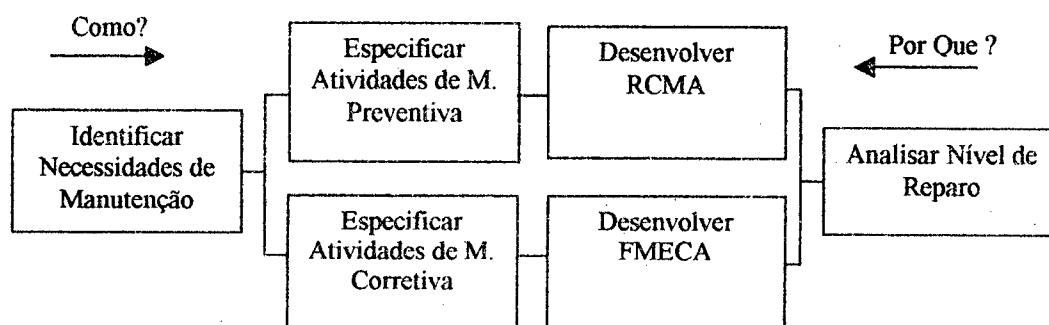 Como?
Especificar
Atividades de M.
Preventiva
Desenvolver
RCMA
Por Que ?
Identificar
Necessidades de
Manutenção
Analisar Nível de
Reparo
Especificar
Atividades de M.
Corretiva
Desenvolver
FMECA